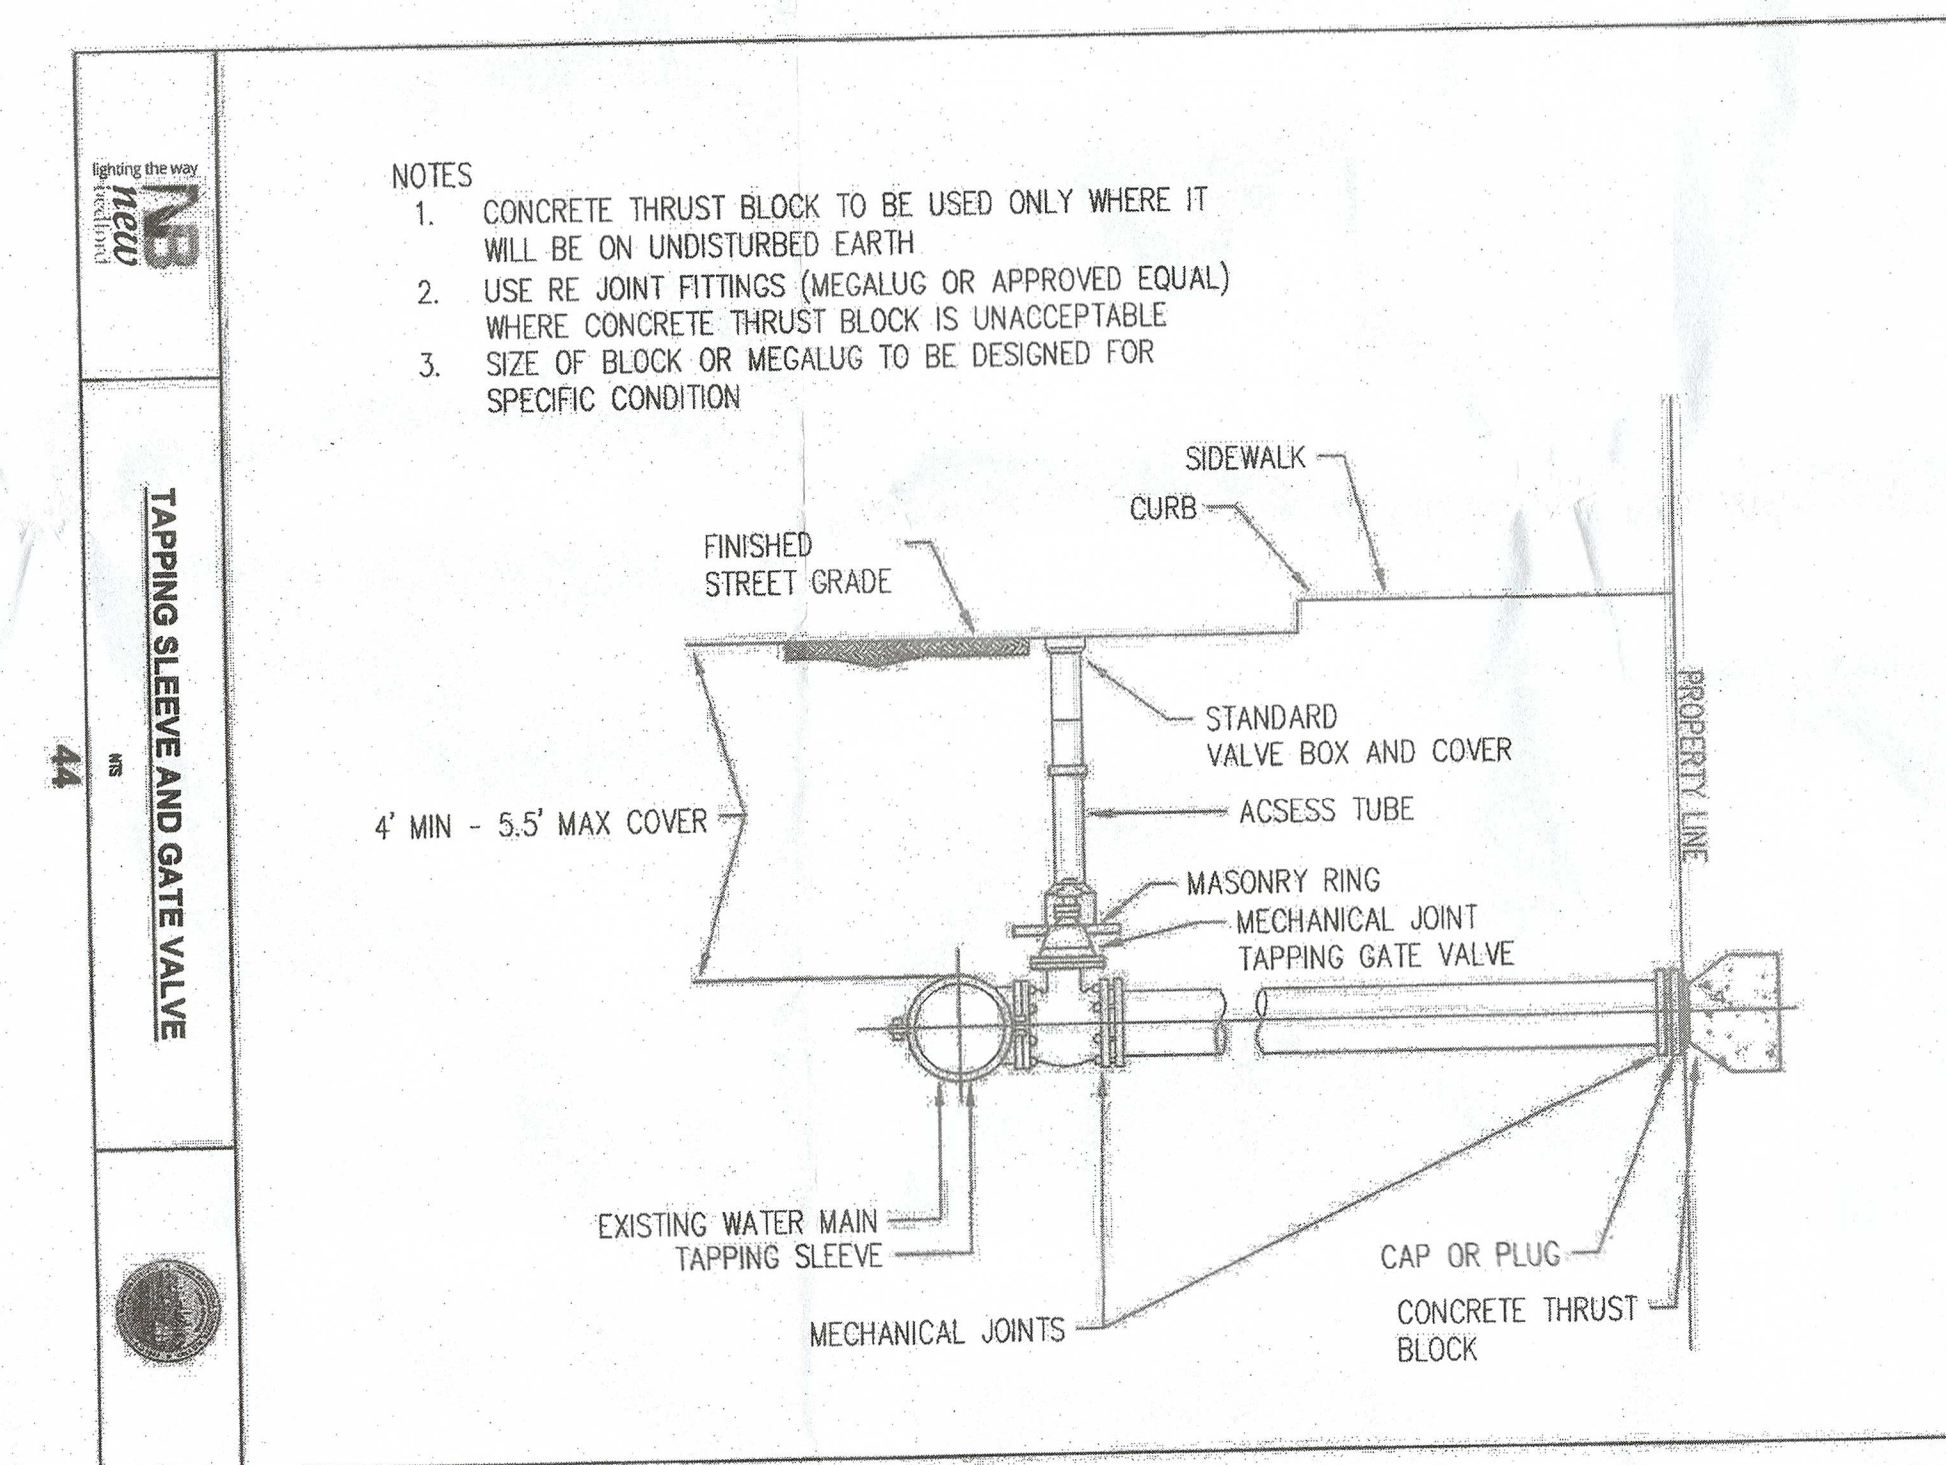 lighting the way
NB
new
bedford
TAPPING SLEEVE AND GATE VALVE
NTS
44
NOTES
1. CONCRETE THRUST BLOCK TO BE USED ONLY WHERE IT
WILL BE ON UNDISTURBED EARTH
2. USE RE JOINT FITTINGS (MEGALUG OR APPROVED EQUAL)
WHERE CONCRETE THRUST BLOCK IS UNACCEPTABLE
3. SIZE OF BLOCK OR MEGALUG TO BE DESIGNED FOR
SPECIFIC CONDITION
SIDEWALK
CURB
FINISHED
STREET GRADE
PROPERTY LINE
STANDARD
VALVE BOX AND COVER
4' MIN - 5.5' MAX COVER
ACSESS TUBE
MASONRY RING
MECHANICAL JOINT
TAPPING GATE VALVE
EXISTING WATER MAIN
TAPPING SLEEVE
CAP OR PLUG
CONCRETE THRUST
BLOCK
MECHANICAL JOINTS